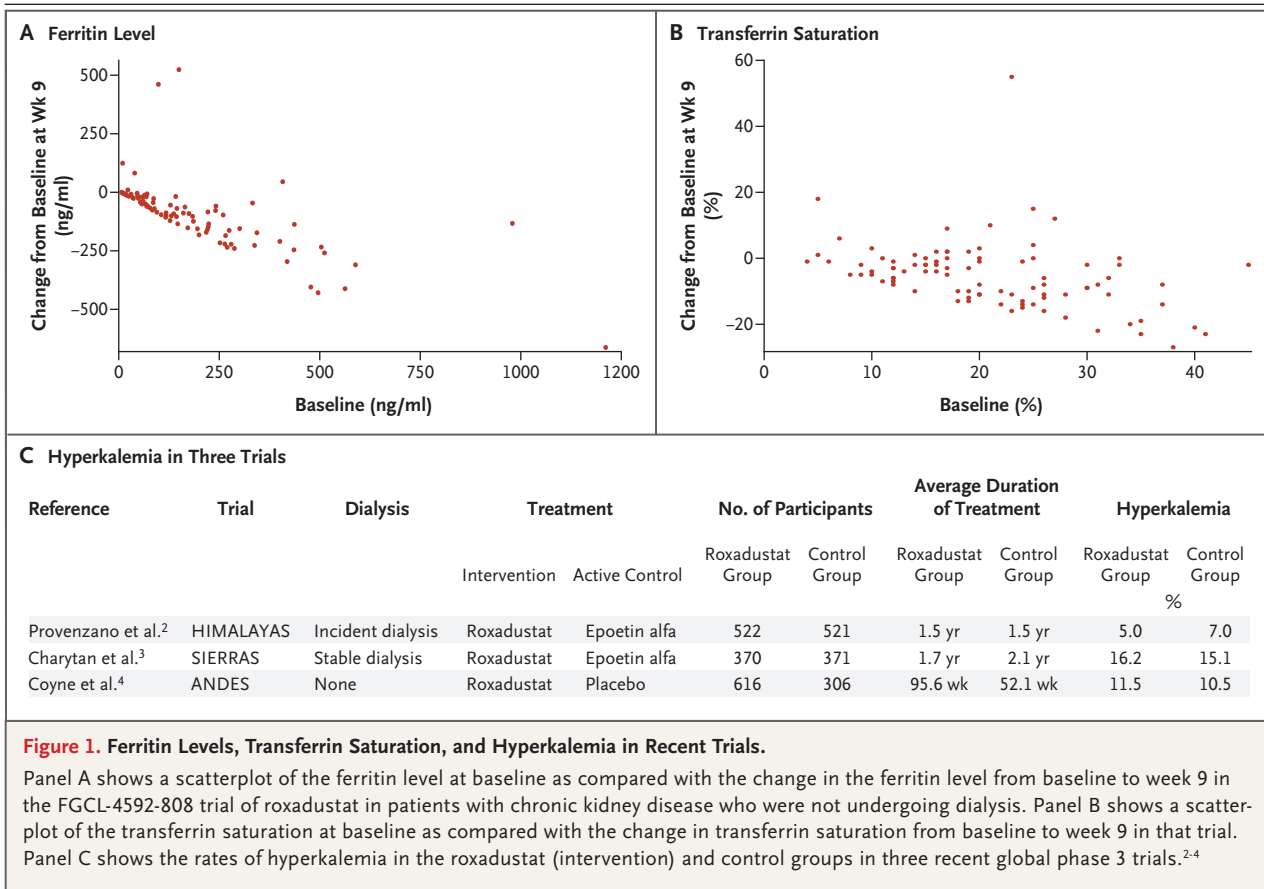 A Ferritin Level
Change from Baseline at Wk 9
(ng/ml)
500
250
0
−250
−500
0 250 500 750 1000 1200
Baseline (ng/ml)
B Transferrin Saturation
Change from Baseline at Wk 9
(%)
60
40
20
0
−20
0 10 20 30 40
Baseline (%)
C Hyperkalemia in Three Trials
Reference Trial Dialysis Treatment No. of Participants Average Duration of Treatment Hyperkalemia
Intervention Active Control Roxadustat Group Control Group Roxadustat Group Control Group Roxadustat Group Control Group
%
Provenzano et al.2 HIMALAYAS Incident dialysis Roxadustat Epoetin alfa 522 521 1.5 yr 1.5 yr 5.0 7.0
Charytan et al.3 SIERRAS Stable dialysis Roxadustat Epoetin alfa 370 371 1.7 yr 2.1 yr 16.2 15.1
Coyne et al.4 ANDES None Roxadustat Placebo 616 306 95.6 wk 52.1 wk 11.5 10.5
Figure 1. Ferritin Levels, Transferrin Saturation, and Hyperkalemia in Recent Trials.
Panel A shows a scatterplot of the ferritin level at baseline as compared with the change in the ferritin level from baseline to week 9 in
the FGCL-4592-808 trial of roxadustat in patients with chronic kidney disease who were not undergoing dialysis. Panel B shows a scatter-
plot of the transferrin saturation at baseline as compared with the change in transferrin saturation from baseline to week 9 in that trial.
Panel C shows the rates of hyperkalemia in the roxadustat (intervention) and control groups in three recent global phase 3 trials.2-4